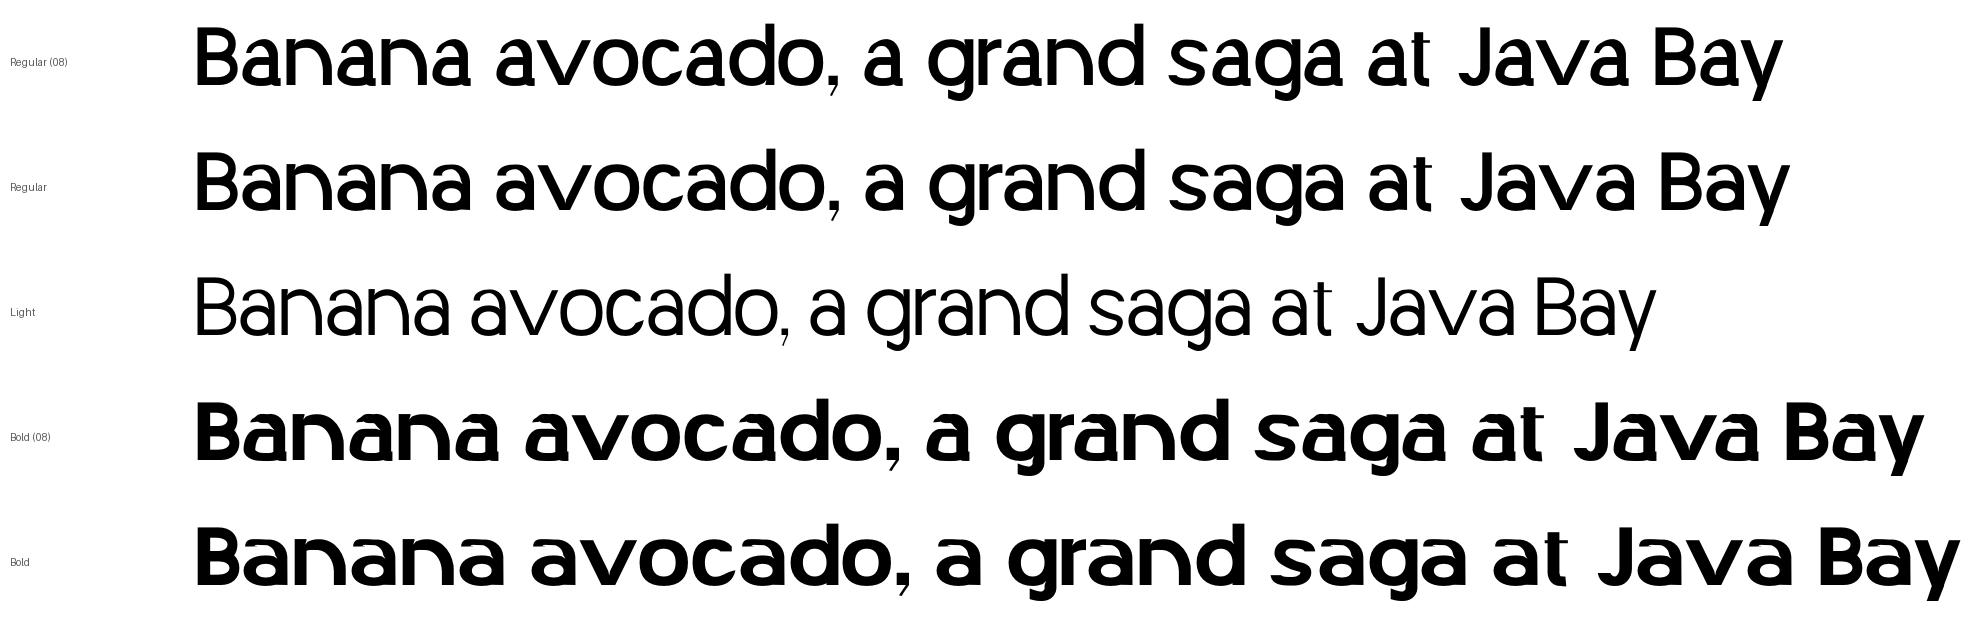 Regular (08) Banana avocado, a grand saga at Java Bay
Regular Banana avocado, a grand saga at Java Bay
Light Banana avocado, a grand saga at Java Bay
Bold (08) Banana avocado, a grand saga at Java Bay
Bold Banana avocado, a grand saga at Java Bay